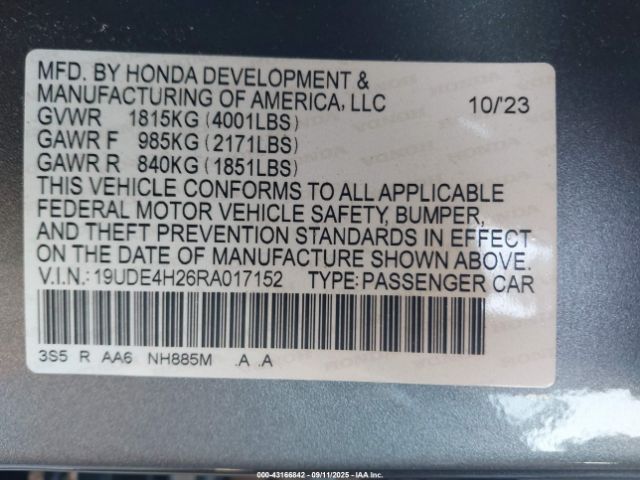 MFD. BY HONDA DEVELOPMENT &
MANUFACTURING OF AMERICA, LLC 10/'23
GVWR 1815KG (4001LBS)
GAWR F 985KG (2171LBS)
GAWR R 840KG (1851LBS)
THIS VEHICLE CONFORMS TO ALL APPLICABLE
FEDERAL MOTOR VEHICLE SAFETY, BUMPER,
AND THEFT PREVENTION STANDARDS IN EFFECT
ON THE DATE OF MANUFACTURE SHOWN ABOVE.
V.I.N.: 19UDE4H26RA017152 TYPE: PASSENGER CAR
3S5 R AA6 NH885M .A .A
000-43166842 - 09/11/2025 - IAA Inc.